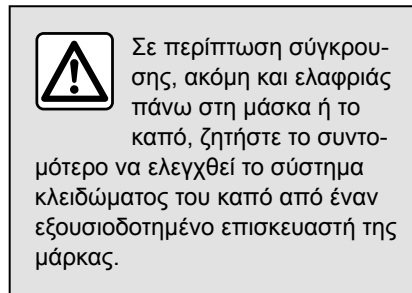 Σε περίπτωση σύγκρου-
σης, ακόμη και ελαφριάς
πάνω στη μάσκα ή το
καπό, ζητήστε το συντο-
μότερο να ελεγχθεί το σύστημα
κλειδώματος του καπό από έναν
εξουσιοδοτημένο επισκευαστή της
μάρκας.